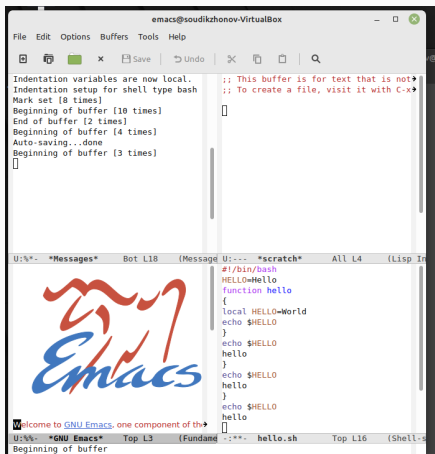 emacs@soudikzhonov-VirtualBox
File Edit Options Buffers Tools Help
Save Undo
Indentation variables are now local.
Indentation setup for shell type bash
Mark set [8 times]
Beginning of buffer [10 times]
End of buffer [2 times]
Beginning of buffer [4 times]
Auto-saving...done
Beginning of buffer [3 times]
U:%*- *Messages* Bot L18 (Message
;; This buffer is for text that is not
;; To create a file, visit it with C-x
U:--- *scratch* All L4 (Lisp In
Emacs
Welcome to GNU Emacs, one component of th
U:%%- *GNU Emacs* Top L3 (Fundame
#!/bin/bash
HELLO=Hello
function hello
{
local HELLO=World
echo $HELLO
}
echo $HELLO
hello
}
echo $HELLO
hello
}
echo $HELLO
hello
-:**- hello.sh Top L16 (Shell-s
Beginning of buffer